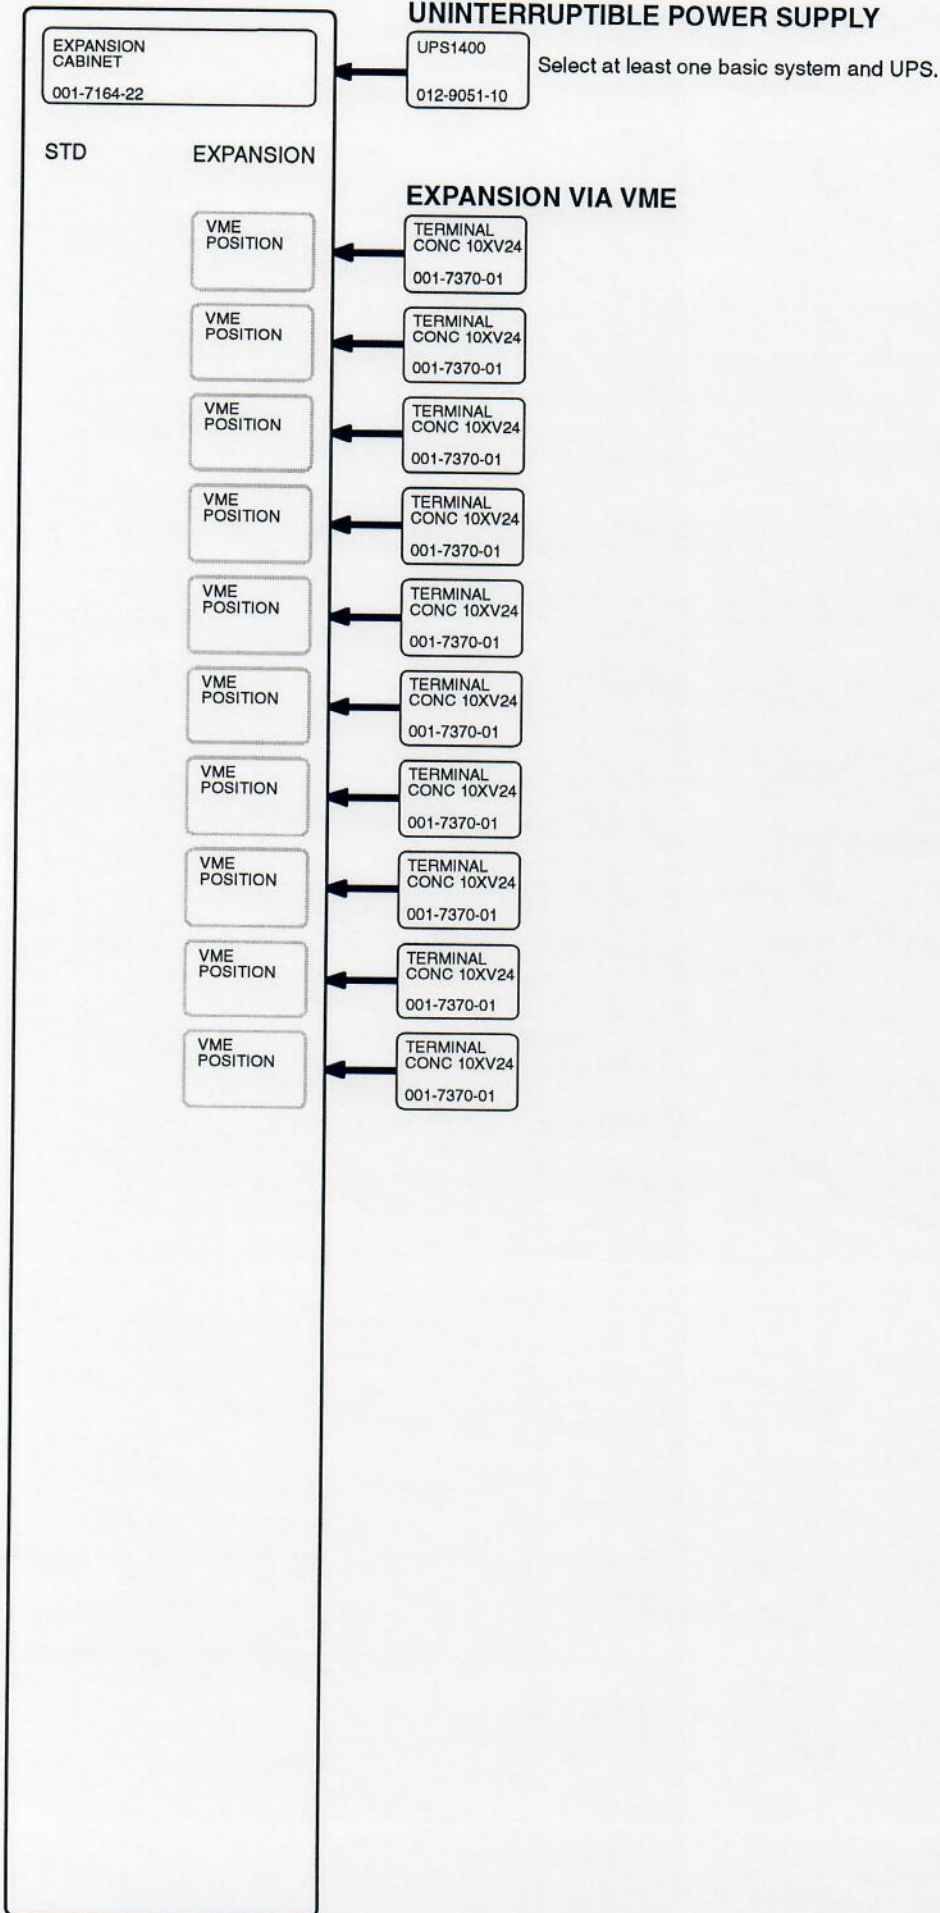 UNINTERRUPTIBLE POWER SUPPLY
EXPANSION
CABINET
001-7164-22
UPS1400
012-9051-10
Select at least one basic system and UPS.
STD
EXPANSION
EXPANSION VIA VME
VME
POSITION
TERMINAL
CONC 10XV24
001-7370-01
VME
POSITION
TERMINAL
CONC 10XV24
001-7370-01
VME
POSITION
TERMINAL
CONC 10XV24
001-7370-01
VME
POSITION
TERMINAL
CONC 10XV24
001-7370-01
VME
POSITION
TERMINAL
CONC 10XV24
001-7370-01
VME
POSITION
TERMINAL
CONC 10XV24
001-7370-01
VME
POSITION
TERMINAL
CONC 10XV24
001-7370-01
VME
POSITION
TERMINAL
CONC 10XV24
001-7370-01
VME
POSITION
TERMINAL
CONC 10XV24
001-7370-01
VME
POSITION
TERMINAL
CONC 10XV24
001-7370-01